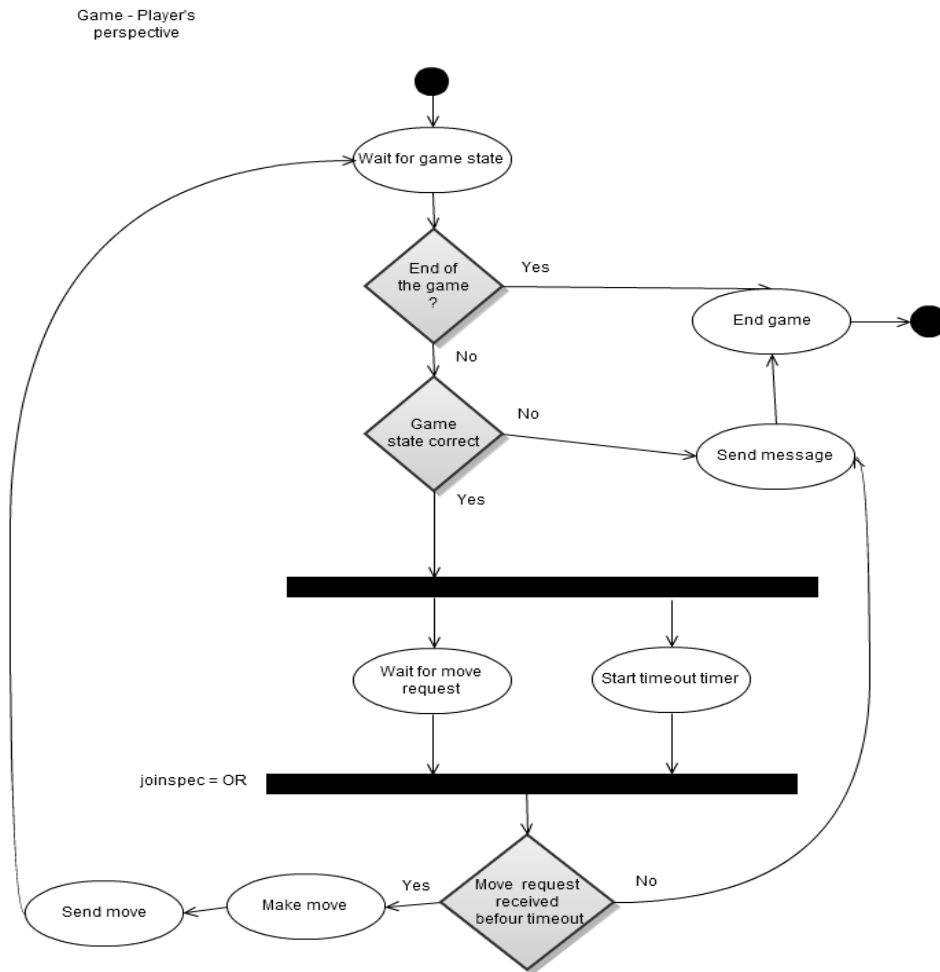 Game - Player's
perspective
Wait for game state
End of
the game
?
Yes
End game
No
Game
state correct
No
Send message
Yes
Wait for move
request
Start timeout timer
joinspec = OR
Move request
received
befour timeout
Yes
No
Make move
Send move